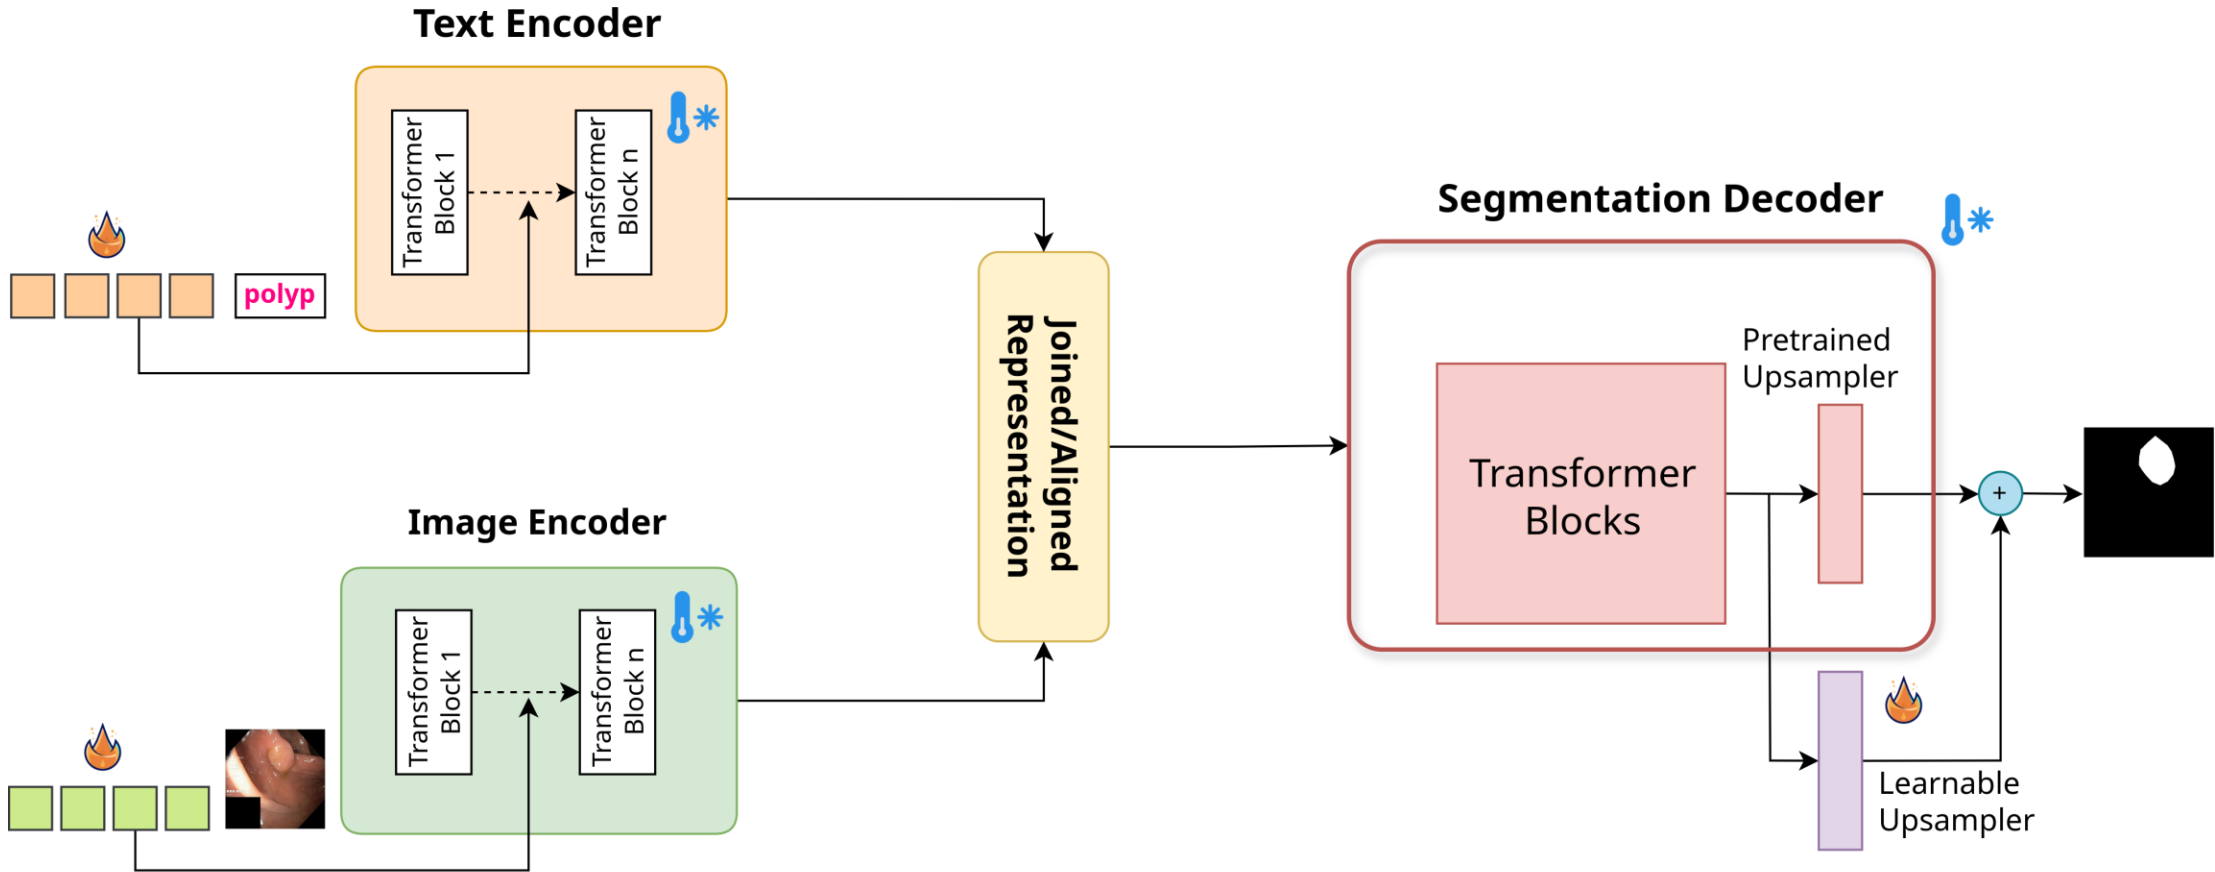 Text Encoder
Transformer
Block 1
Transformer
Block n
polyp
Image Encoder
Transformer
Block 1
Transformer
Block n
Joined/Aligned
Representation
Segmentation Decoder
Transformer
Blocks
Pretrained
Upsampler
+
Learnable
Upsampler